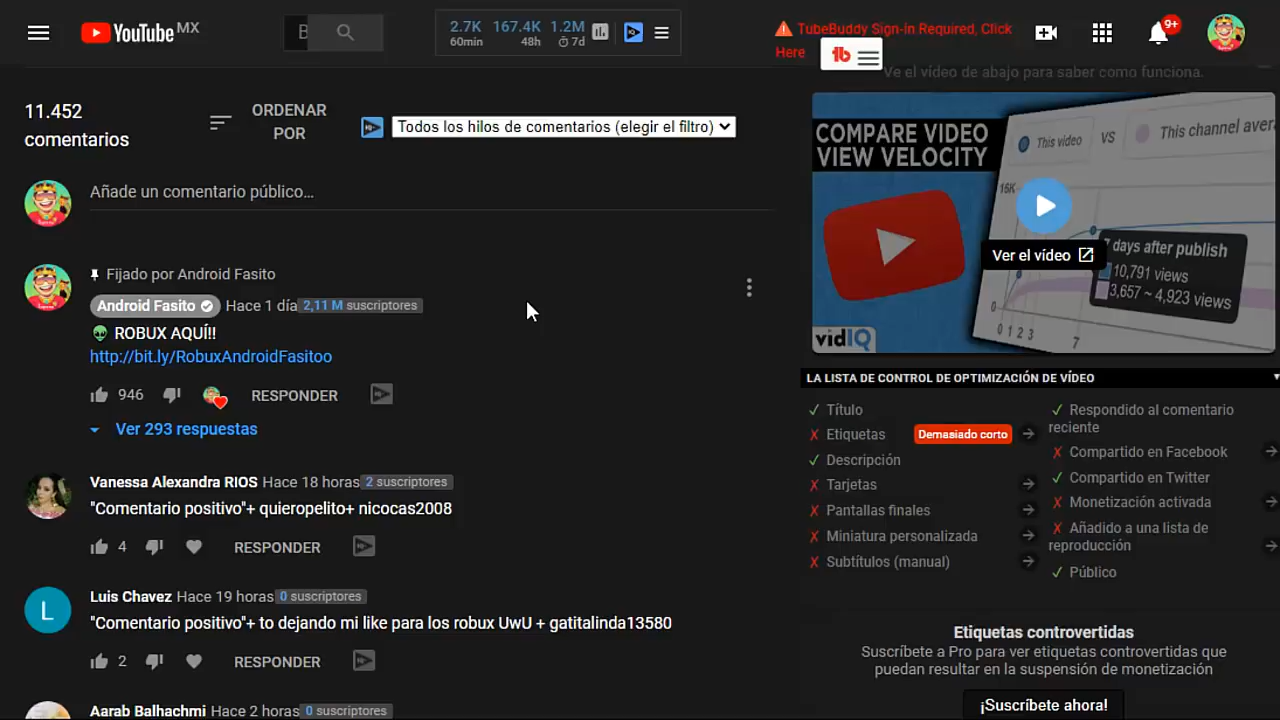 YouTube MX
B
2.7K 167.4K 1.2M
60min 48h 7d
TubeBuddy Sign-In Required, Click
Here
9+
Ve el vídeo de abajo para saber como funciona.
11.452
comentarios
ORDENAR
POR
Todos los hilos de comentarios (elegir el filtro)
Añade un comentario público...
Fijado por Android Fasito
Android Fasito Hace 1 día 2,11 M suscriptores
👽 ROBUX AQUÍ!!
http://bit.ly/RobuxAndroidFasitoo
946 RESPONDER
Ver 293 respuestas
Vanessa Alexandra RIOS Hace 18 horas 2 suscriptores
"Comentario positivo"+ quieropelito+ nicocas2008
4 RESPONDER
L
Luis Chavez Hace 19 horas 0 suscriptores
"Comentario positivo"+ to dejando mi like para los robux UwU + gatitalinda13580
2 RESPONDER
Aarab Balhachmi Hace 2 horas 0 suscriptores
COMPARE VIDEO
VIEW VELOCITY
This video VS This channel aver
16K
Ver el vídeo
days after publish
10,791 views
3,657 ~ 4,923 views
0
0 1 2 3 7
vidIQ
LA LISTA DE CONTROL DE OPTIMIZACIÓN DE VÍDEO
✓ Título
✗ Etiquetas Demasiado corto
✓ Descripción
✗ Tarjetas
✗ Pantallas finales
✗ Miniatura personalizada
✗ Subtítulos (manual)
✓ Respondido al comentario
reciente
✗ Compartido en Facebook
✓ Compartido en Twitter
✗ Monetización activada
✗ Añadido a una lista de
reproducción
✓ Público
Etiquetas controvertidas
Suscríbete a Pro para ver etiquetas controvertidas que
puedan resultar en la suspensión de monetización
¡Suscríbete ahora!